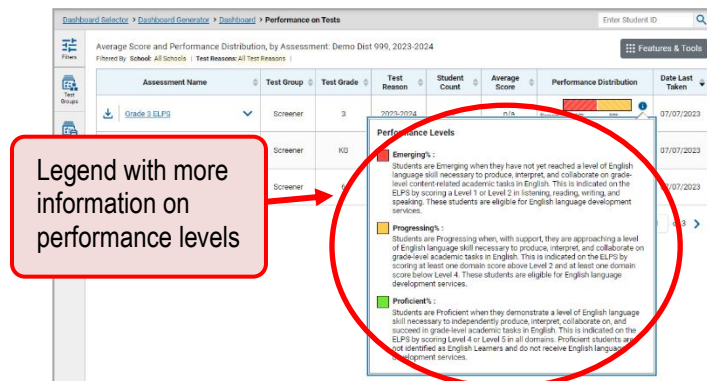 Dashboard Selector > Dashboard Generator > Dashboard > Performance on Tests
Enter Student ID
Filters
Average Score and Performance Distribution, by Assessment: Demo Dist 999, 2023-2024
Filtered By School: All Schools | Test Reasons: All Test Reasons |
Features & Tools
Test Groups
Assessment Name Test Group Test Grade Test Reason Student Count Average Score Performance Distribution Date Last Taken
Grade 3 ELPS Screener 3 2023-2024 n/a 07/07/2023
Screener KG 07/07/2023
Screener 6 07/07/2023
3
Legend with more
information on
performance levels
Performance Levels
Emerging% :
Students are Emerging when they have not yet reached a level of English
language skill necessary to produce, interpret, and collaborate on grade-
level content-related academic tasks in English. This is indicated on the
ELPS by scoring a Level 1 or Level 2 in listening, reading, writing, and
speaking. These students are eligible for English language development
services.
Progressing% :
Students are Progressing when, with support, they are approaching a level
of English language skill necessary to produce, interpret, and collaborate on
grade-level academic tasks in English. This is indicated on the ELPS by
scoring at least one domain score above Level 2 and at least one domain
score below Level 4. These students are eligible for English language
development services.
Proficient% :
Students are Proficient when they demonstrate a level of English language
skill necessary to independently produce, interpret, collaborate on, and
succeed in grade-level academic tasks in English. This is indicated on the
ELPS by scoring Level 4 or Level 5 in all domains. Proficient students are
not identified as English Learners and do not receive English language
development services.